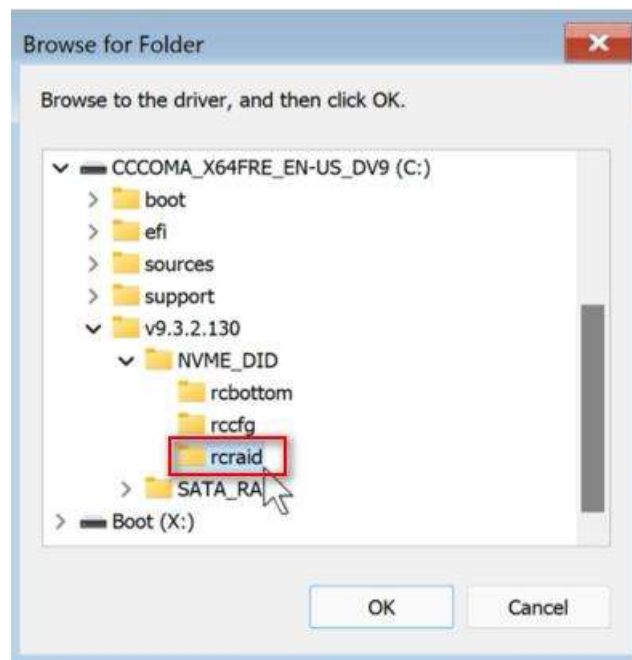 Browse for Folder
Browse to the driver, and then click OK.
CCCOMA_X64FRE_EN-US_DV9 (C:)
boot
efi
sources
support
v9.3.2.130
NVME_DID
rcbottom
rccfg
rcraid
SATA_RA
Boot (X:)
OK Cancel